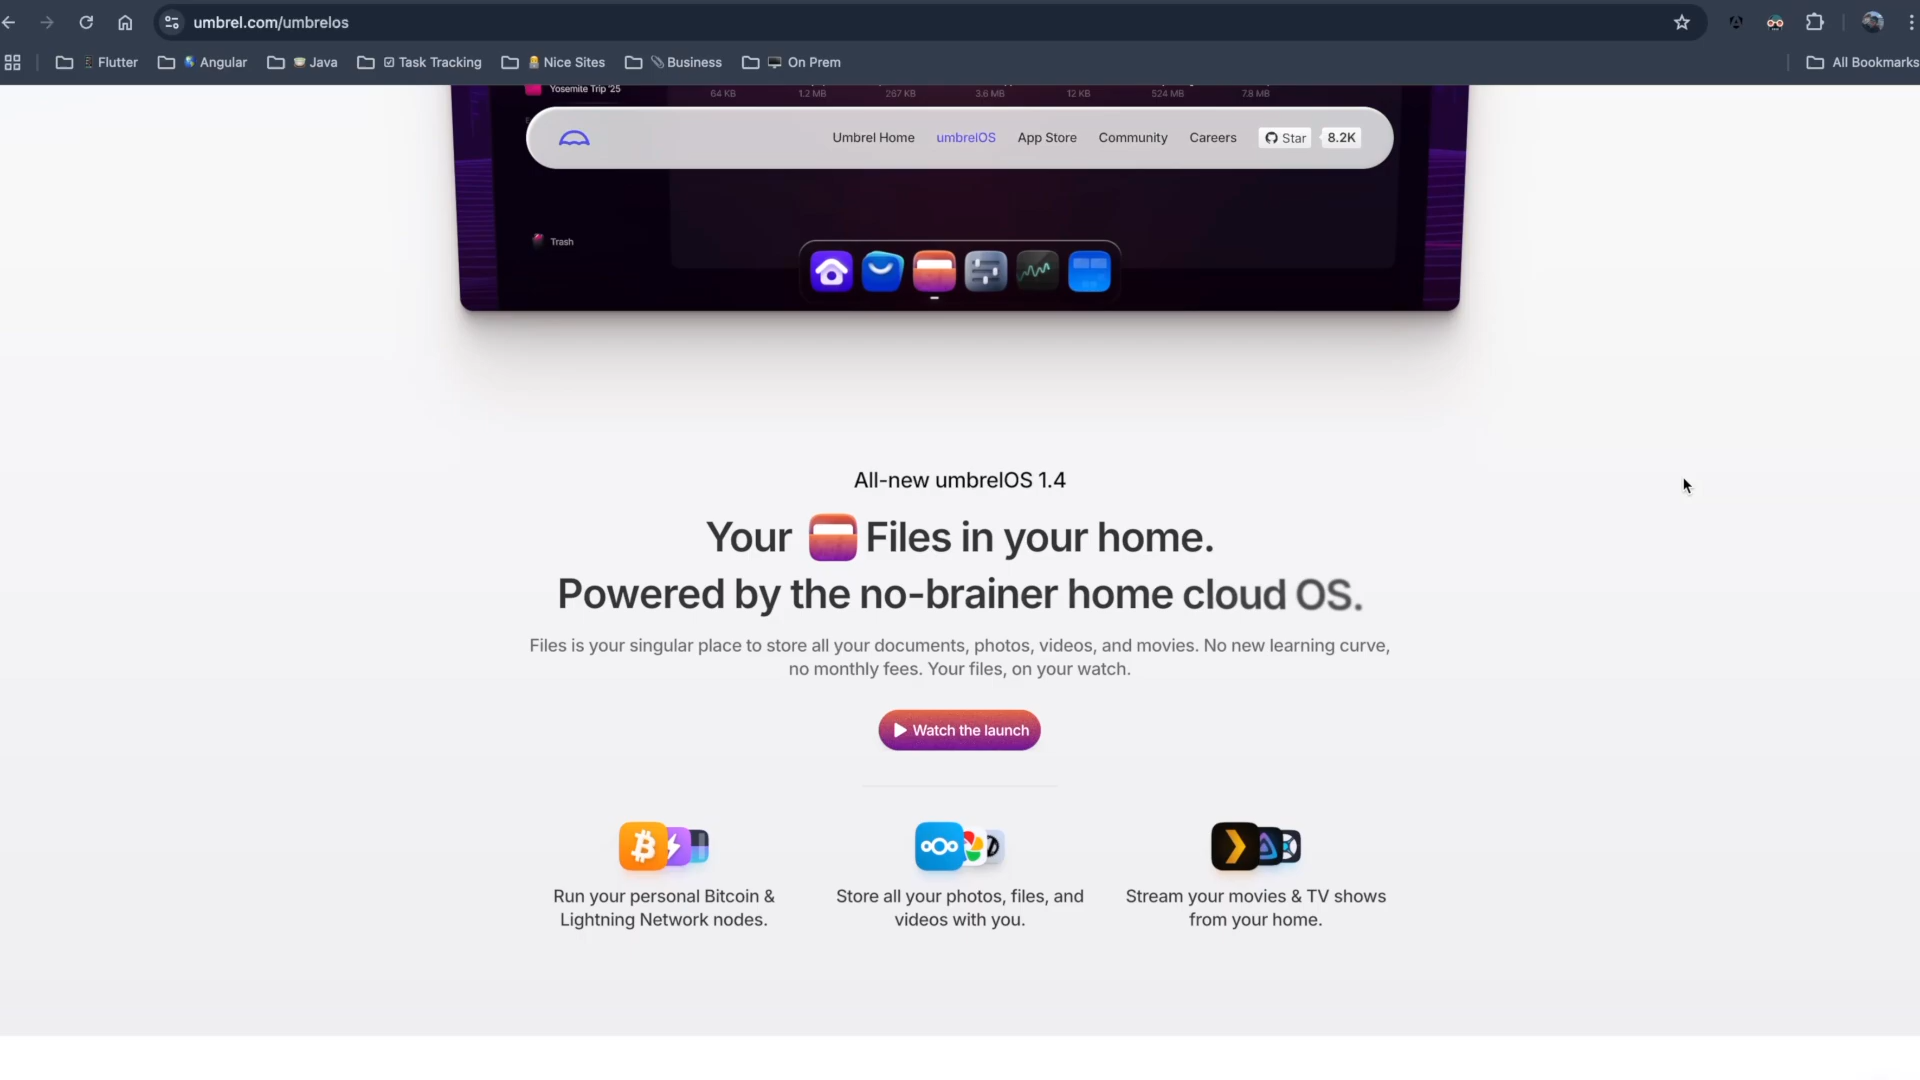 umbrel.com/umbrelos
Flutter
Angular
Java
Task Tracking
Nice Sites
Business
On Prem
All Bookmarks
Yosemite Trip '25
64 KB
1.2 MB
267 KB
3.6 MB
12 KB
524 MB
7.8 MB
Umbrel Home
umbrelOS
App Store
Community
Careers
Star
8.2K
Trash
All-new umbrelOS 1.4
Your Files in your home.
Powered by the no-brainer home cloud OS.
Files is your singular place to store all your documents, photos, videos, and movies. No new learning curve,
no monthly fees. Your files, on your watch.
Watch the launch
Run your personal Bitcoin &
Lightning Network nodes.
Store all your photos, files, and
videos with you.
Stream your movies & TV shows
from your home.